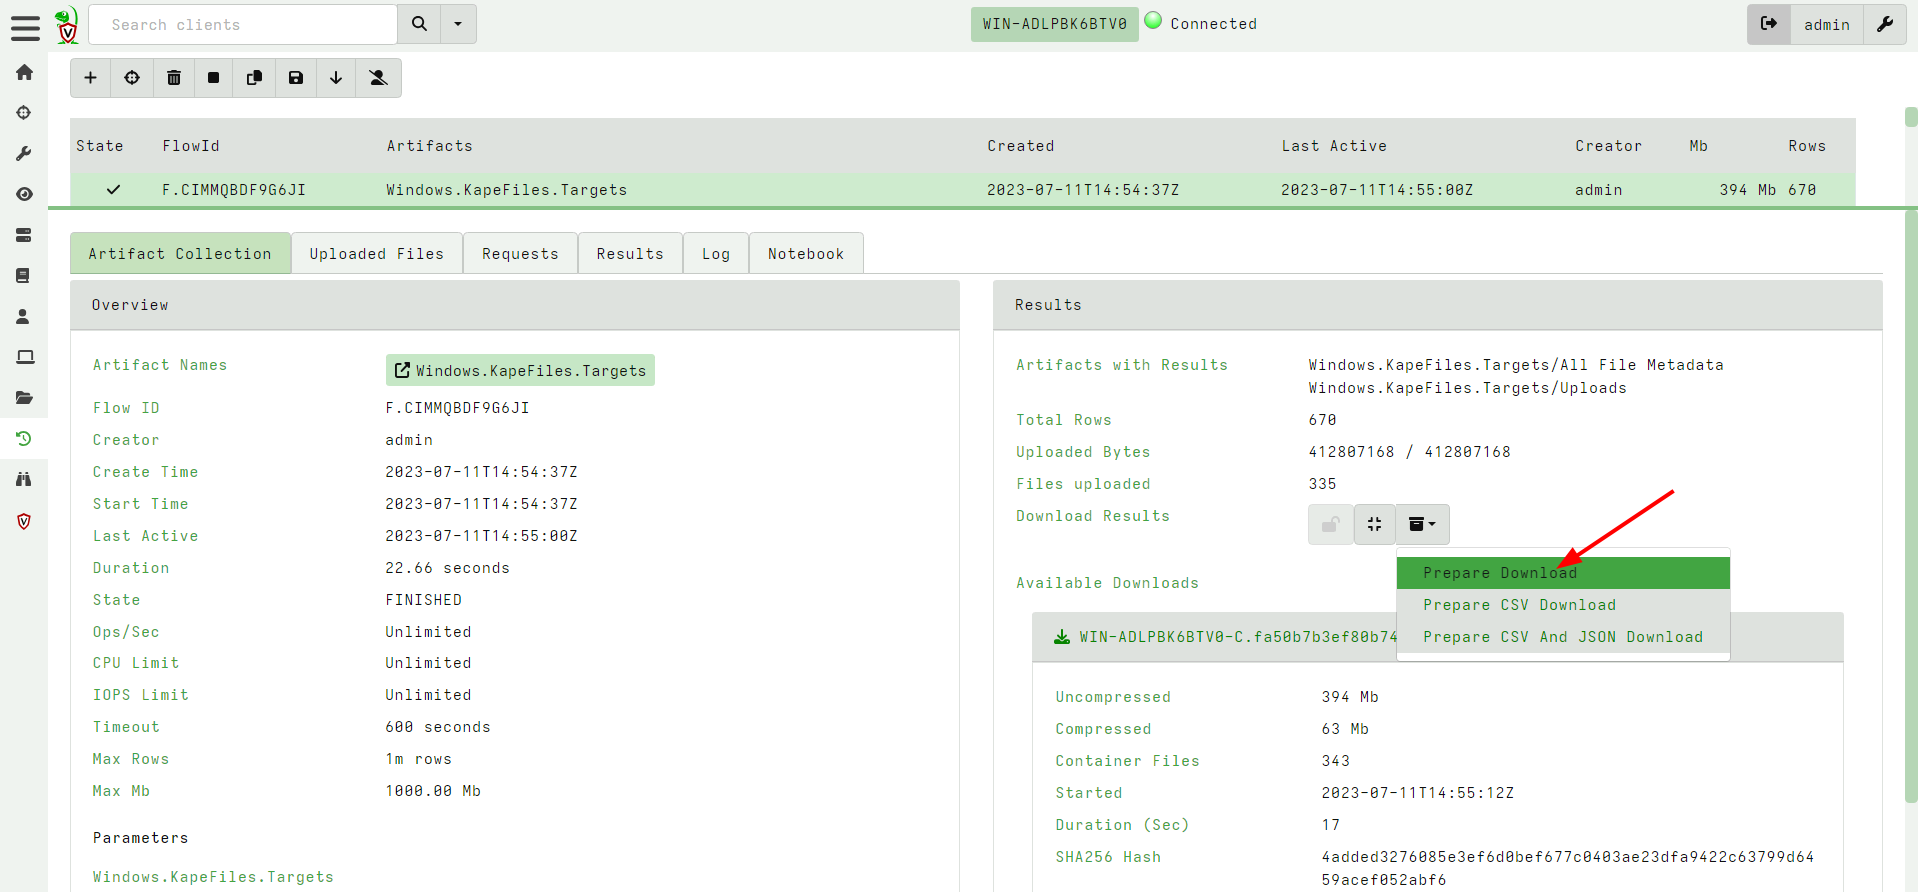 Search clients
WIN-ADLPBK6BTV0 Connected
admin
State FlowId Artifacts Created Last Active Creator Mb Rows
F.CIMMQBDF9G6JI Windows.KapeFiles.Targets 2023-07-11T14:54:37Z 2023-07-11T14:55:00Z admin 394 Mb 670
Artifact Collection Uploaded Files Requests Results Log Notebook
Overview
Artifact Names Windows.KapeFiles.Targets
Flow ID F.CIMMQBDF9G6JI
Creator admin
Create Time 2023-07-11T14:54:37Z
Start Time 2023-07-11T14:54:37Z
Last Active 2023-07-11T14:55:00Z
Duration 22.66 seconds
State FINISHED
Ops/Sec Unlimited
CPU Limit Unlimited
IOPS Limit Unlimited
Timeout 600 seconds
Max Rows 1m rows
Max Mb 1000.00 Mb
Parameters
Windows.KapeFiles.Targets
Results
Artifacts with Results Windows.KapeFiles.Targets/All File Metadata
Windows.KapeFiles.Targets/Uploads
Total Rows 670
Uploaded Bytes 412807168 / 412807168
Files uploaded 335
Download Results
Prepare Download
Prepare CSV Download
Prepare CSV And JSON Download
Available Downloads
WIN-ADLPBK6BTV0-C.fa50b7b3ef80b74
Uncompressed 394 Mb
Compressed 63 Mb
Container Files 343
Started 2023-07-11T14:55:12Z
Duration (Sec) 17
SHA256 Hash 4added3276085e3ef6d0bef677c0403ae23dfa9422c63799d64
59acef052abf6